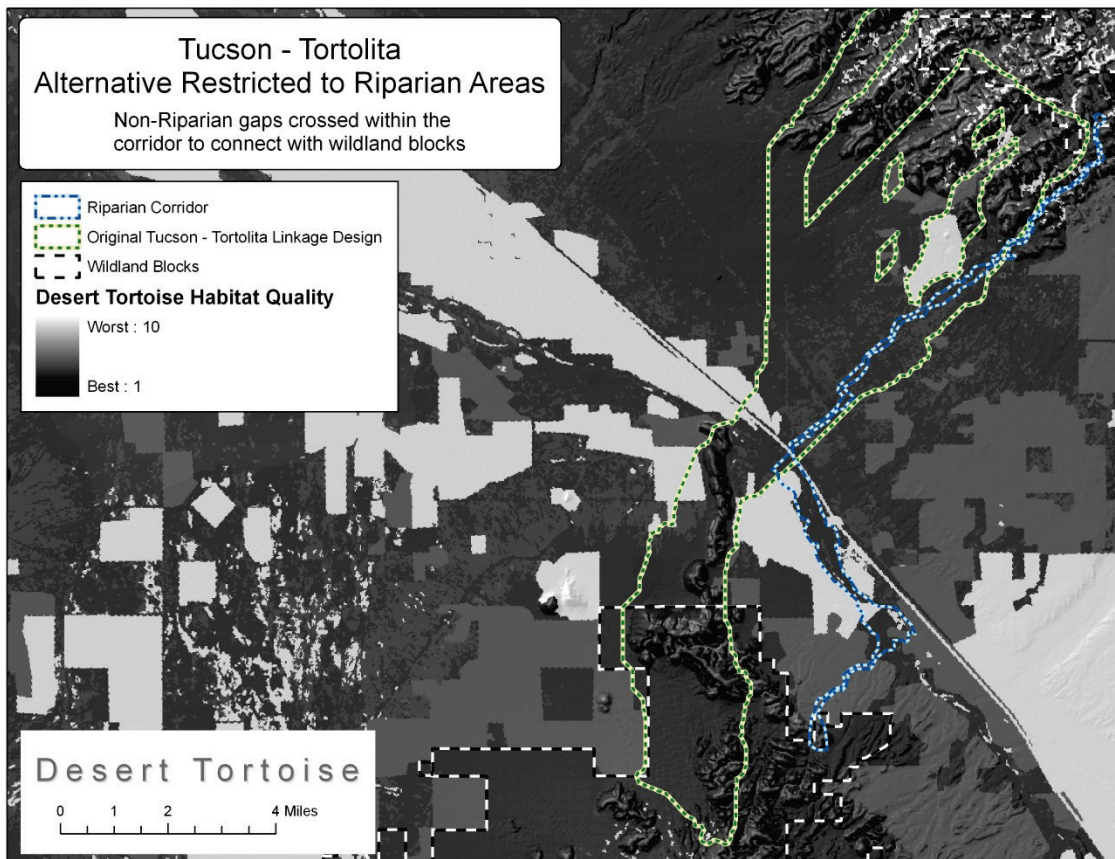 Tucson - Tortolita
Alternative Restricted to Riparian Areas
Non-Riparian gaps crossed within the
corridor to connect with wildland blocks
Riparian Corridor
Original Tucson - Tortolita Linkage Design
Wildland Blocks
Desert Tortoise Habitat Quality
Worst : 10
Best : 1
Desert Tortoise
0 1 2 4 Miles